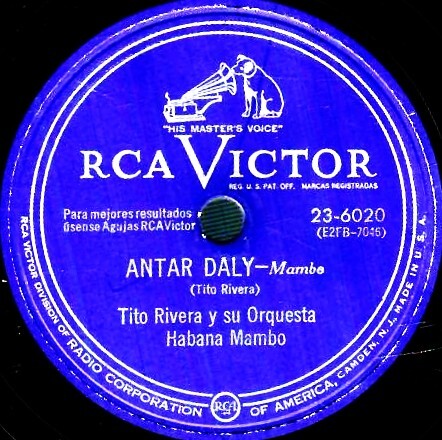 "HIS MASTER'S VOICE"
RCA VICTOR
REG. U. S. PAT. OFF. MARCAS REGISTRADAS
Para mejores resultados
úsense Agujas RCA Victor
23-6020
(E2FB-7046)
ANTAR DALY—Mambo
(Tito Rivera)
Tito Rivera y su Orquesta
Habana Mambo
RCA VICTOR DIVISION OF RADIO CORPORATION OF AMERICA, CAMDEN, N. J. MADE IN U. S. A.
RCA